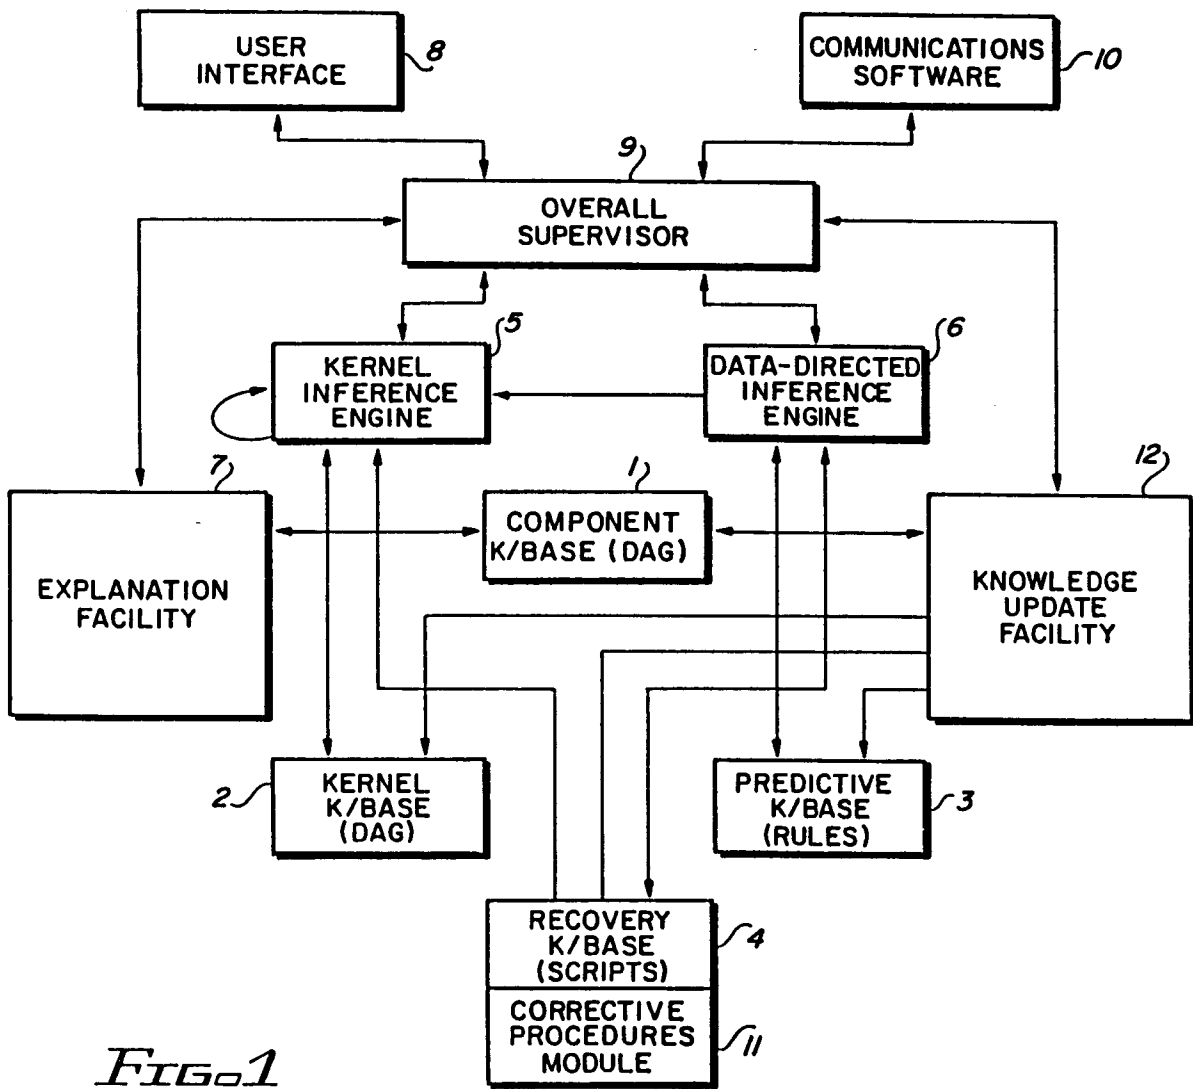 USER
INTERFACE
8
COMMUNICATIONS
SOFTWARE
10
9
OVERALL
SUPERVISOR
5
KERNEL
INFERENCE
ENGINE
6
DATA-DIRECTED
INFERENCE
ENGINE
7
EXPLANATION
FACILITY
1
COMPONENT
K/BASE (DAG)
12
KNOWLEDGE
UPDATE
FACILITY
2
KERNEL
K/BASE
(DAG)
PREDICTIVE
K/BASE
(RULES)
3
RECOVERY
K/BASE
(SCRIPTS)
4
CORRECTIVE
PROCEDURES
MODULE
11
FIG. 1